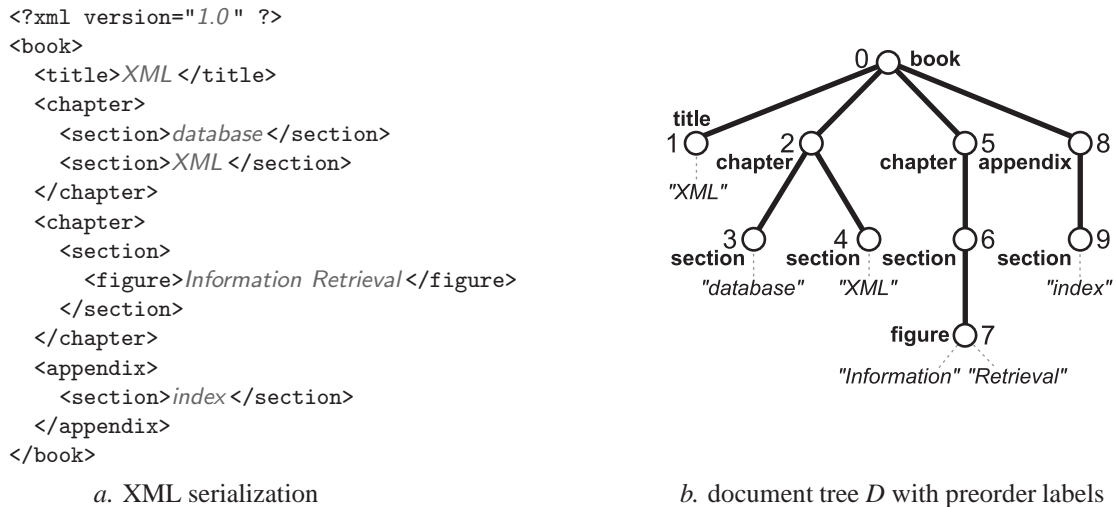 <?xml version="1.0" ?>
<book>
<title>XML</title>
<chapter>
<section>database</section>
<section>XML</section>
</chapter>
<chapter>
<section>
<figure>Information Retrieval</figure>
</section>
</chapter>
<appendix>
<section>index</section>
</appendix>
</book>
a. XML serialization
0 book
title
1 2 5 8
chapter chapter appendix
"XML"
3 4 6 9
section section section section
"database" "XML" "index"
figure 7
"Information" "Retrieval"
b. document tree D with preorder labels